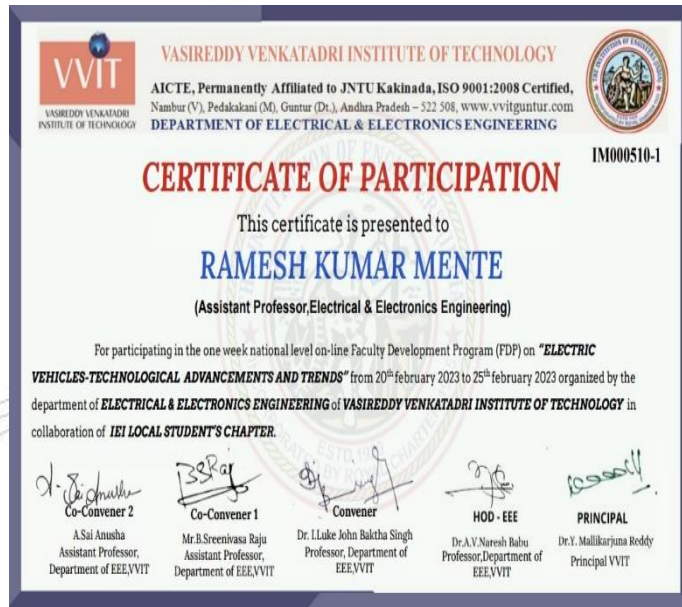 VVIT
VASIREDDY VENKATADRI
INSTITUTE OF TECHNOLOGY
VASIREDDY VENKATADRI INSTITUTE OF TECHNOLOGY
AICTE, Permanently Affiliated to JNTU Kakinada, ISO 9001:2008 Certified,
Nambur (V), Pedakakani (M), Guntur (Dt.), Andhra Pradesh – 522 508, www.vvitguntur.com
DEPARTMENT OF ELECTRICAL & ELECTRONICS ENGINEERING
IM000510-1
CERTIFICATE OF PARTICIPATION
This certificate is presented to
RAMESH KUMAR MENTE
(Assistant Professor,Electrical & Electronics Engineering)
For participating in the one week national level on-line Faculty Development Program (FDP) on "ELECTRIC
VEHICLES-TECHNOLOGICAL ADVANCEMENTS AND TRENDS" from 20th february 2023 to 25th february 2023 organized by the
department of ELECTRICAL & ELECTRONICS ENGINEERING of VASIREDDY VENKATADRI INSTITUTE OF TECHNOLOGY in
collaboration of IEI LOCAL STUDENT'S CHAPTER.
Co-Convener 2
A.Sai Anusha
Assistant Professor,
Department of EEE,VVIT
Co-Convener 1
Mr.B.Sreenivasa Raju
Assistant Professor,
Department of EEE,VVIT
Convener
Dr. I.Luke John Baktha Singh
Professor, Department of
EEE,VVIT
HOD - EEE
Dr.A.V.Naresh Babu
Professor,Department of
EEE,VVIT
PRINCIPAL
Dr.Y. Mallikarjuna Reddy
Principal VVIT